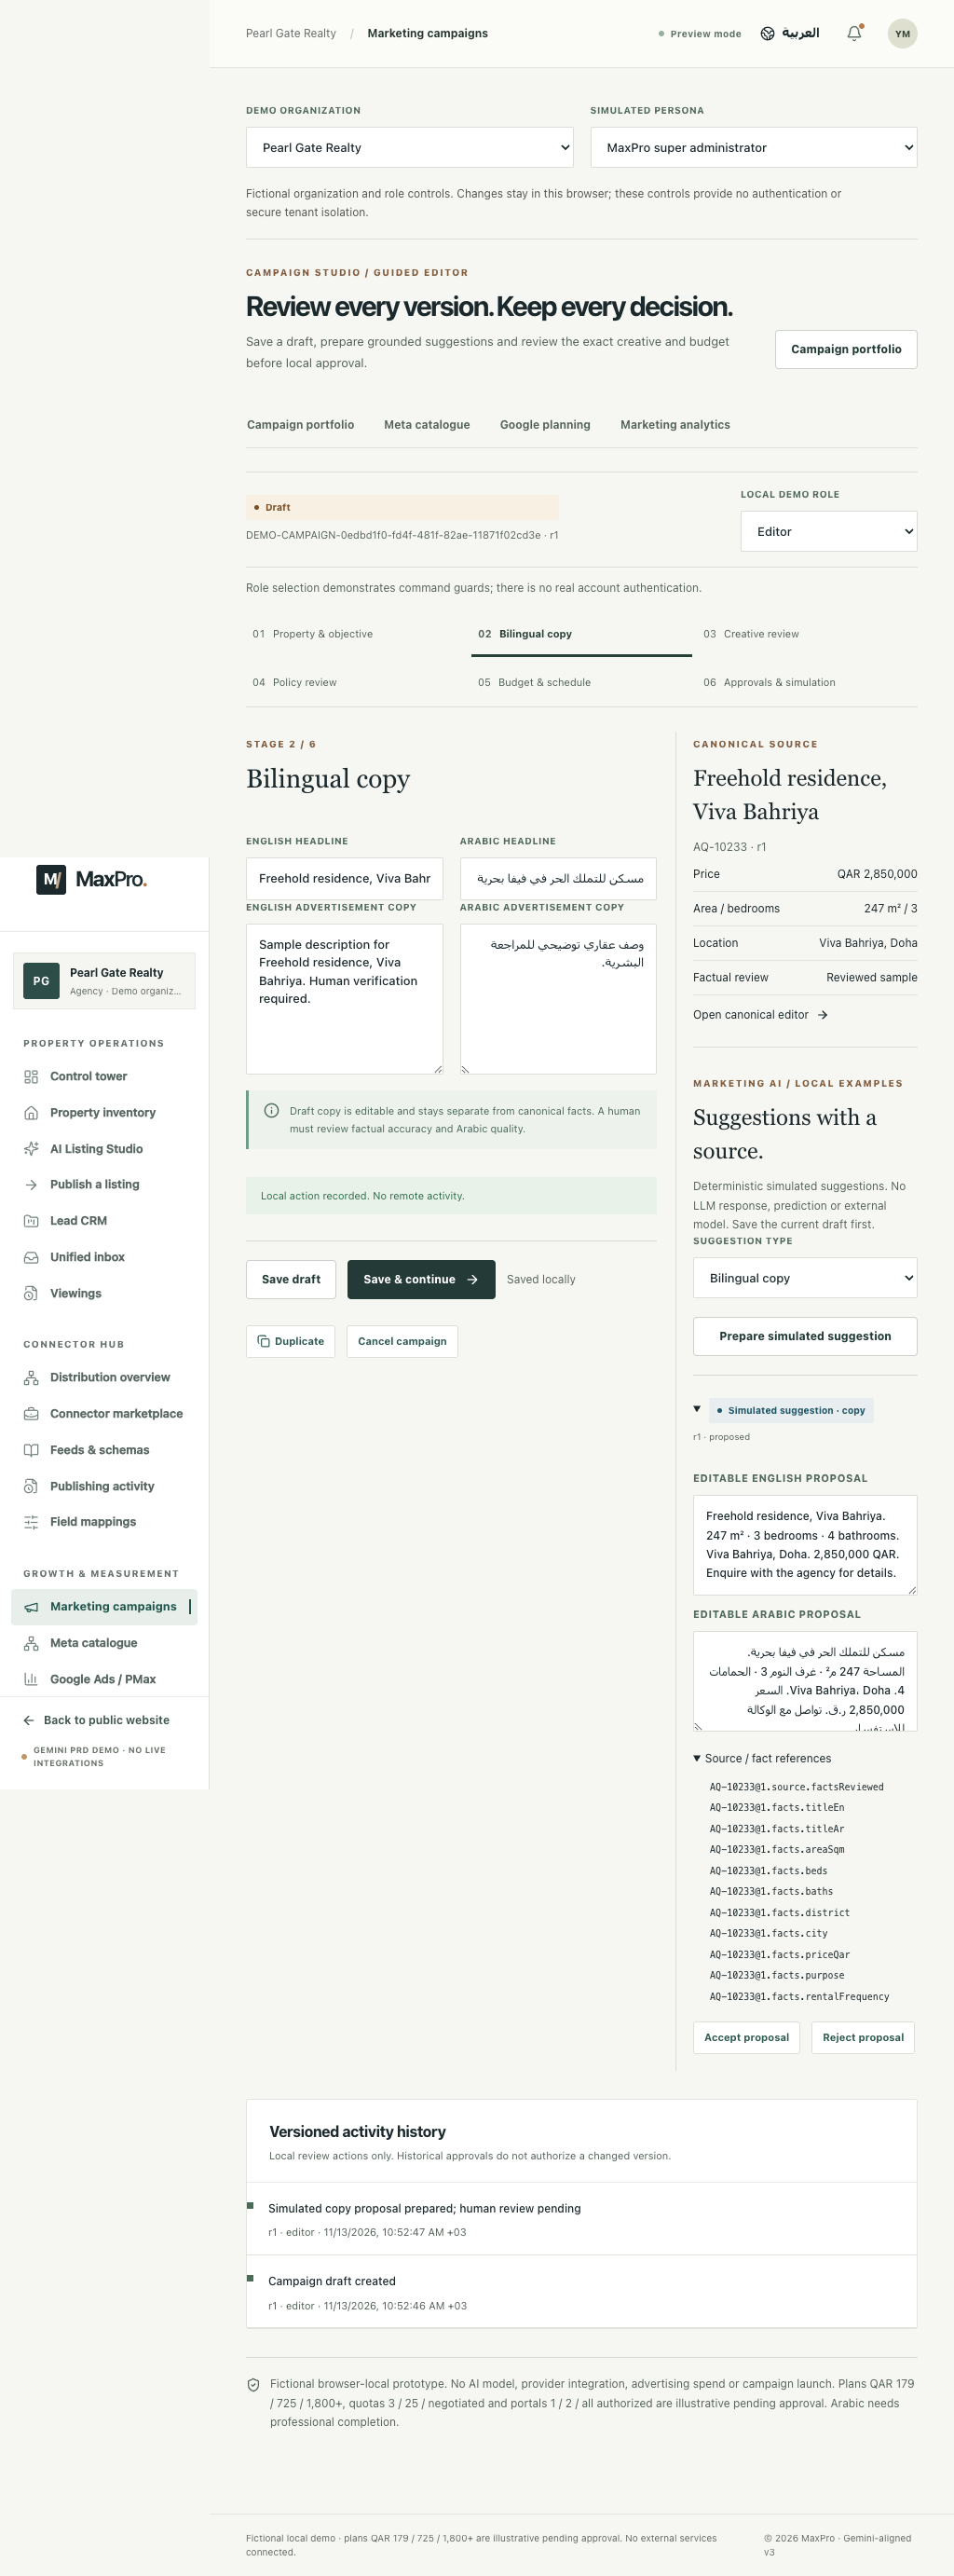 Pearl Gate Realty / Marketing campaigns
Preview mode
العربية
YM
DEMO ORGANIZATION
Pearl Gate Realty
SIMULATED PERSONA
MaxPro super administrator
Fictional organization and role controls. Changes stay in this browser; these controls provide no authentication or
secure tenant isolation.
CAMPAIGN STUDIO / GUIDED EDITOR
Review every version. Keep every decision.
Save a draft, prepare grounded suggestions and review the exact creative and budget
before local approval.
Campaign portfolio
Campaign portfolio
Meta catalogue
Google planning
Marketing analytics
Draft
DEMO-CAMPAIGN-0edbd1f0-fd4f-481f-82ae-11871f02cd3e · r1
LOCAL DEMO ROLE
Editor
Role selection demonstrates command guards; there is no real account authentication.
01 Property & objective
02 Bilingual copy
03 Creative review
04 Policy review
05 Budget & schedule
06 Approvals & simulation
STAGE 2 / 6
Bilingual copy
ENGLISH HEADLINE
Freehold residence, Viva Bahr
ARABIC HEADLINE
مسكن للتملك الحر في فيفا بحرية
ENGLISH ADVERTISEMENT COPY
Sample description for
Freehold residence, Viva
Bahriya. Human verification
required.
ARABIC ADVERTISEMENT COPY
وصف عقاري توضيحي للمراجعة
البشرية.
Draft copy is editable and stays separate from canonical facts. A human
must review factual accuracy and Arabic quality.
Local action recorded. No remote activity.
Save draft
Save & continue
Saved locally
Duplicate
Cancel campaign
CANONICAL SOURCE
Freehold residence,
Viva Bahriya
AQ-10233 · r1
Price QAR 2,850,000
Area / bedrooms 247 m² / 3
Location Viva Bahriya, Doha
Factual review Reviewed sample
Open canonical editor
MARKETING AI / LOCAL EXAMPLES
Suggestions with a
source.
Deterministic simulated suggestions. No
LLM response, prediction or external
model. Save the current draft first.
SUGGESTION TYPE
Bilingual copy
Prepare simulated suggestion
Simulated suggestion · copy
r1 · proposed
EDITABLE ENGLISH PROPOSAL
Freehold residence, Viva Bahriya.
247 m² · 3 bedrooms · 4 bathrooms.
Viva Bahriya, Doha. 2,850,000 QAR.
Enquire with the agency for details.
EDITABLE ARABIC PROPOSAL
مسكن للتملك الحر في فيفا بحرية.
المساحة 247 م² · غرف النوم 3 · الحمامات
4. Viva Bahriya، Doha. السعر
2,850,000 ر.ق. تواصل مع الوكالة
للاستفسار
Source / fact references
AQ-10233@1.source.factsReviewed
AQ-10233@1.facts.titleEn
AQ-10233@1.facts.titleAr
AQ-10233@1.facts.areaSqm
AQ-10233@1.facts.beds
AQ-10233@1.facts.baths
AQ-10233@1.facts.district
AQ-10233@1.facts.city
AQ-10233@1.facts.priceQar
AQ-10233@1.facts.purpose
AQ-10233@1.facts.rentalFrequency
Accept proposal
Reject proposal
M/ MaxPro.
PG
Pearl Gate Realty
Agency · Demo organiz...
PROPERTY OPERATIONS
Control tower
Property inventory
AI Listing Studio
Publish a listing
Lead CRM
Unified inbox
Viewings
CONNECTOR HUB
Distribution overview
Connector marketplace
Feeds & schemas
Publishing activity
Field mappings
GROWTH & MEASUREMENT
Marketing campaigns
Meta catalogue
Google Ads / PMax
Back to public website
GEMINI PRD DEMO · NO LIVE
INTEGRATIONS
Versioned activity history
Local review actions only. Historical approvals do not authorize a changed version.
Simulated copy proposal prepared; human review pending
r1 · editor · 11/13/2026, 10:52:47 AM +03
Campaign draft created
r1 · editor · 11/13/2026, 10:52:46 AM +03
Fictional browser-local prototype. No AI model, provider integration, advertising spend or campaign launch. Plans QAR 179
/ 725 / 1,800+, quotas 3 / 25 / negotiated and portals 1 / 2 / all authorized are illustrative pending approval. Arabic needs
professional completion.
Fictional local demo · plans QAR 179 / 725 / 1,800+ are illustrative pending approval. No external services
connected.
© 2026 MaxPro · Gemini-aligned
v3